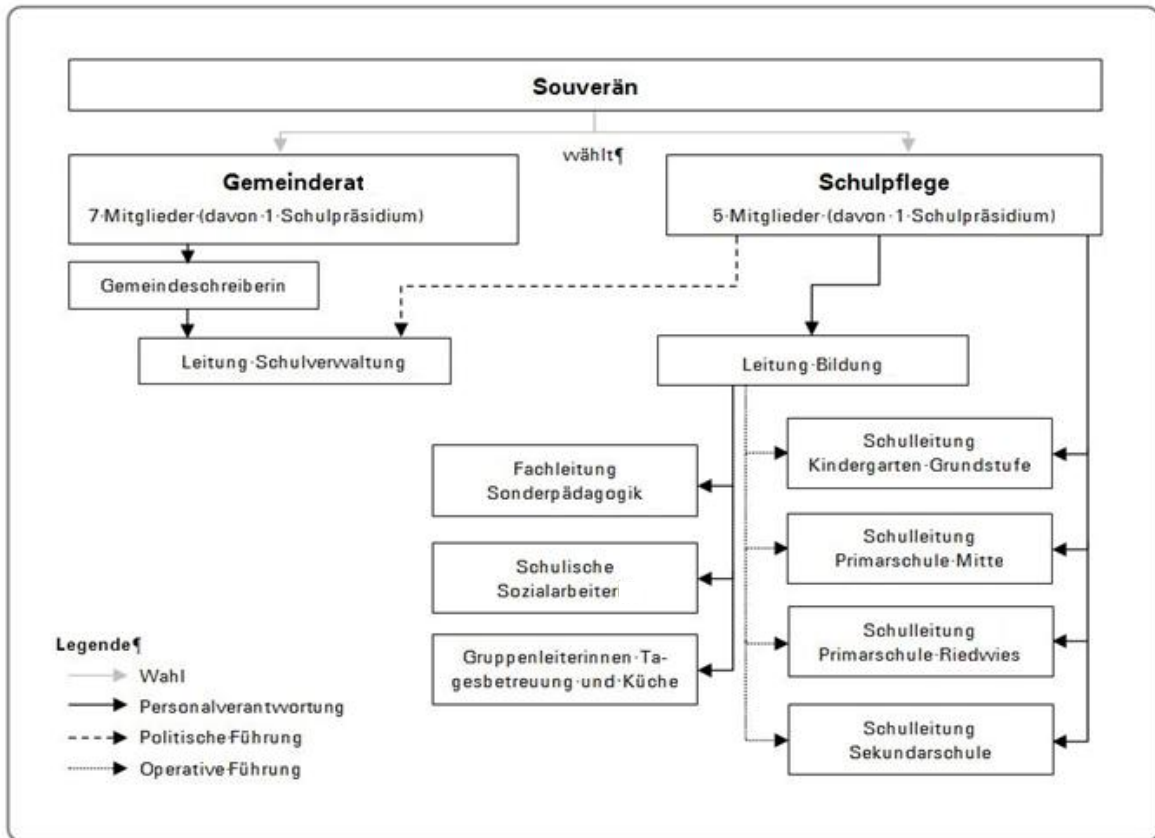 Souverän
wählt¶
Gemeinderat
7·Mitglieder·(davon·1·Schulpräsidium)
Schulpflege
5·Mitglieder·(davon·1·Schulpräsidium)
Gemeindeschreiberin
Leitung·Schulverwaltung
Leitung·Bildung
Fachleitung
Sonderpädagogik
Schulische
Sozialarbeiteri
Gruppenleiterinnen·Ta-
gesbetreuung·und·Küche
Schulleitung
Kindergarten·Grundstufe
Schulleitung
Primarschule·Mitte
Schulleitung
Primarschule·Riedwies
Schulleitung
Sekundarschule
Legende¶
Wahl
Personalverantwortung
Politische·Führung
Operative·Führung